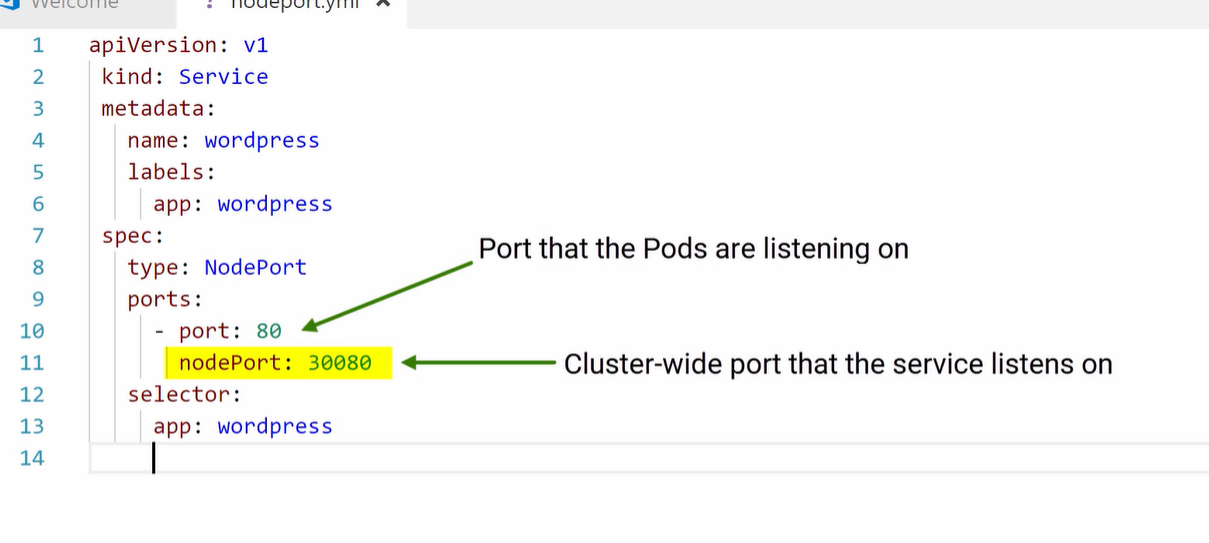 Welcome nodeport.yml
1 apiVersion: v1
2 kind: Service
3 metadata:
4 name: wordpress
5 labels:
6 app: wordpress
7 spec:
Port that the Pods are listening on
8 type: NodePort
9 ports:
10 - port: 80
11 nodePort: 30080
Cluster-wide port that the service listens on
12 selector:
13 app: wordpress
14